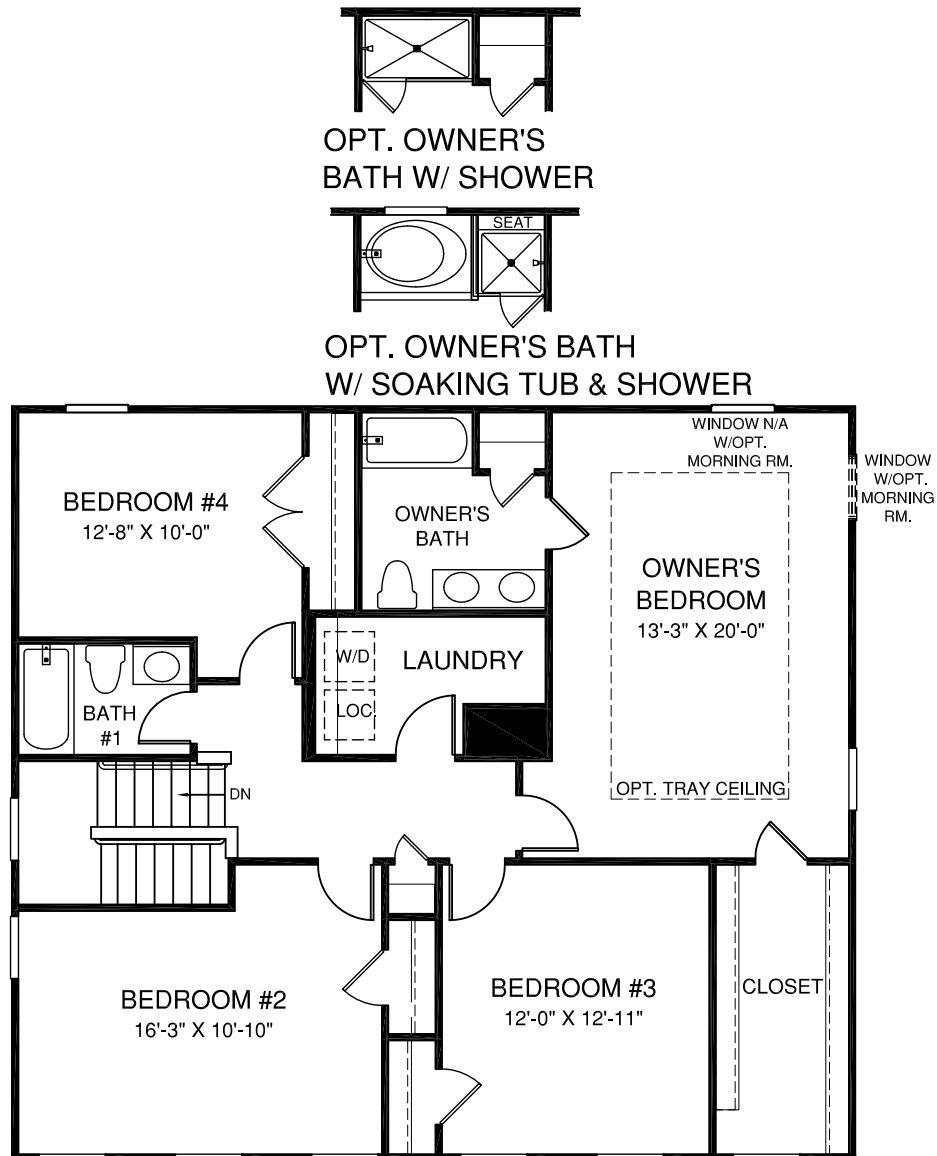 OPT. OWNER'S
BATH W/ SHOWER
SEAT
OPT. OWNER'S BATH
W/ SOAKING TUB & SHOWER
WINDOW N/A
W/OPT.
MORNING RM.
WINDOW
W/OPT.
MORNING
RM.
BEDROOM #4
12'-8" X 10'-0"
OWNER'S
BATH
OWNER'S
BEDROOM
13'-3" X 20'-0"
W/D
LOC.
LAUNDRY
BATH
#1
DN
OPT. TRAY CEILING
BEDROOM #2
16'-3" X 10'-10"
BEDROOM #3
12'-0" X 12'-11"
CLOSET